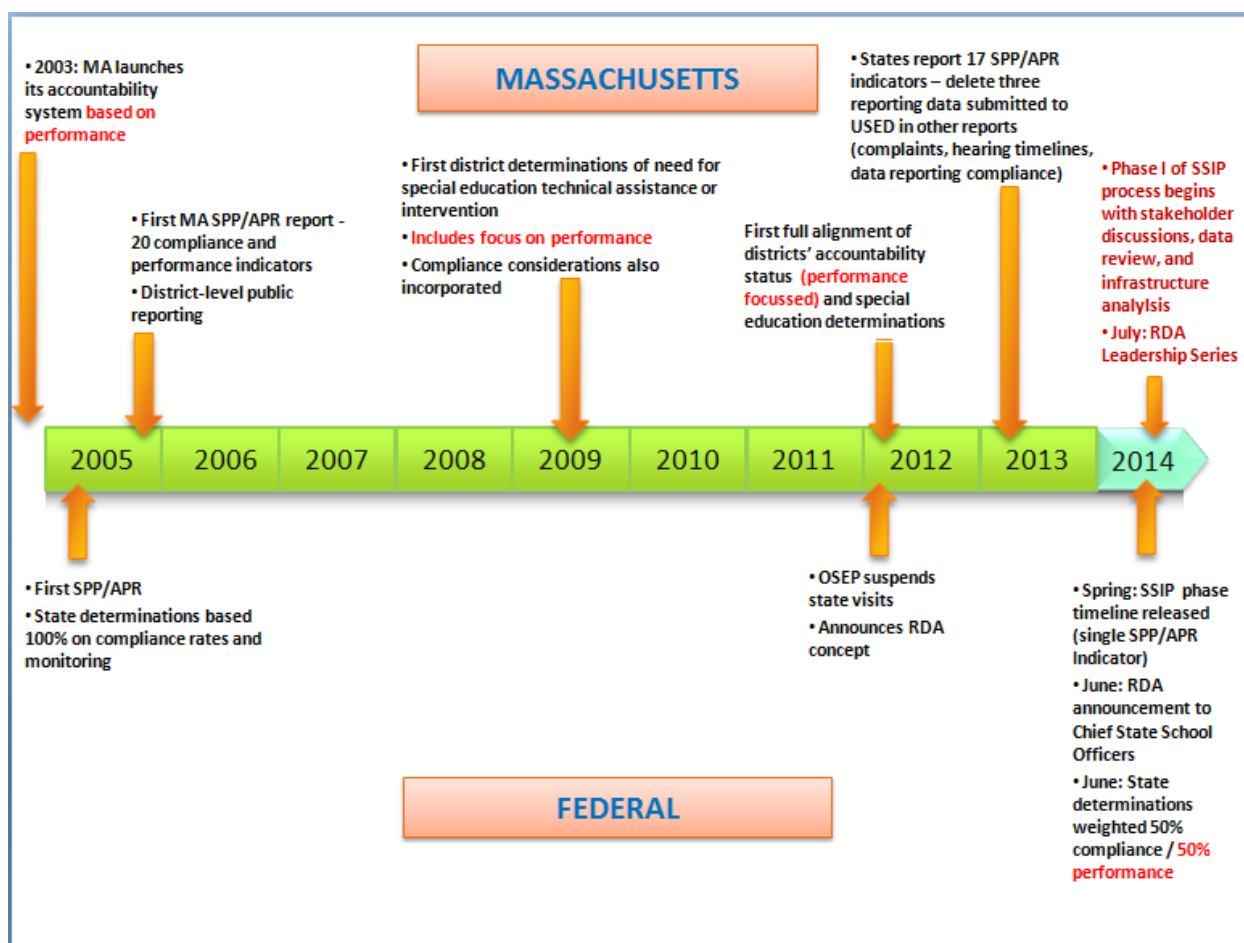 • 2003: MA launches
its accountability
system based on
performance
MASSACHUSETTS
• States report 17 SPP/APR
indicators – delete three
reporting data submitted to
USED in other reports
(complaints, hearing timelines,
data reporting compliance)
• First MA SPP/APR report -
20 compliance and
performance indicators
• District-level public
reporting
• First district determinations of need for
special education technical assistance or
intervention
• Includes focus on performance
• Compliance considerations also
incorporated
First full alignment of
districts' accountability
status (performance
focussed) and special
education determinations
• Phase I of SSIP
process begins
with stakeholder
discussions, data
review, and
infrastructure
analylsis
• July: RDA
Leadership Series
2005 2006 2007 2008 2009 2010 2011 2012 2013 2014
• First SPP/APR
• State determinations based
100% on compliance rates and
monitoring
• OSEP suspends
state visits
• Announces RDA
concept
• Spring: SSIP phase
timeline released
(single SPP/APR
Indicator)
• June: RDA
announcement to
Chief State School
Officers
• June: State
determinations
weighted 50%
compliance / 50%
performance
FEDERAL